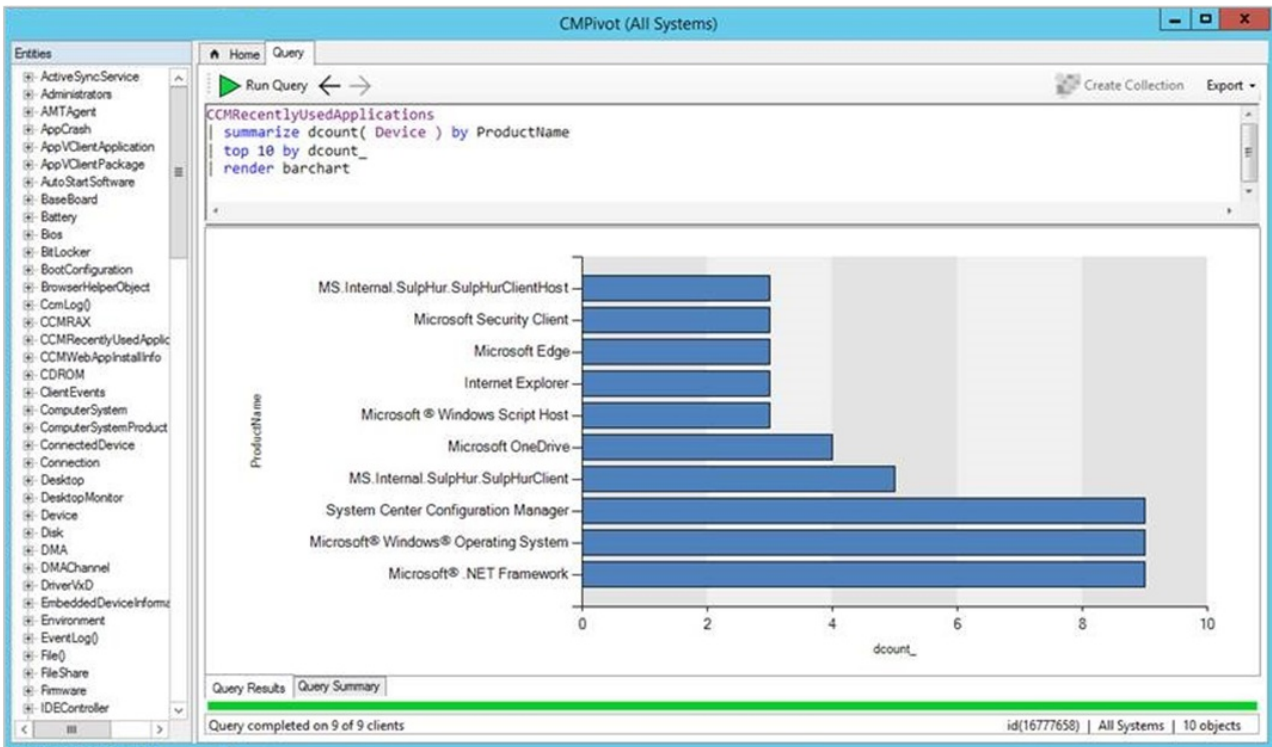 CMPivot (All Systems)
Entities
ActiveSyncService
Administrators
AMTAgent
AppCrash
AppVClientApplication
AppVClientPackage
AutoStartSoftware
BaseBoard
Battery
Bios
BitLocker
BootConfiguration
BrowserHelperObject
CcmLog()
CCMRAX
CCMRecentlyUsedApplic
CCMWebAppInstallInfo
CDROM
ClientEvents
ComputerSystem
ComputerSystemProduct
ConnectedDevice
Connection
Desktop
DesktopMonitor
Device
Disk
DMA
DMAChannel
DriverVxD
EmbeddedDeviceInforma
Environment
EventLog()
File()
FileShare
Firmware
IDEController
Home Query
Run Query
Create Collection Export
CCMRecentlyUsedApplications
| summarize dcount( Device ) by ProductName
| top 10 by dcount_
| render barchart
ProductName
MS.Internal.SulpHur.SulpHurClientHost
Microsoft Security Client
Microsoft Edge
Internet Explorer
Microsoft ® Windows Script Host
Microsoft OneDrive
MS.Internal.SulpHur.SulpHurClient
System Center Configuration Manager
Microsoft® Windows® Operating System
Microsoft® .NET Framework
0 2 4 6 8 10
dcount_
Query Results Query Summary
Query completed on 9 of 9 clients
id(16777658) | All Systems | 10 objects